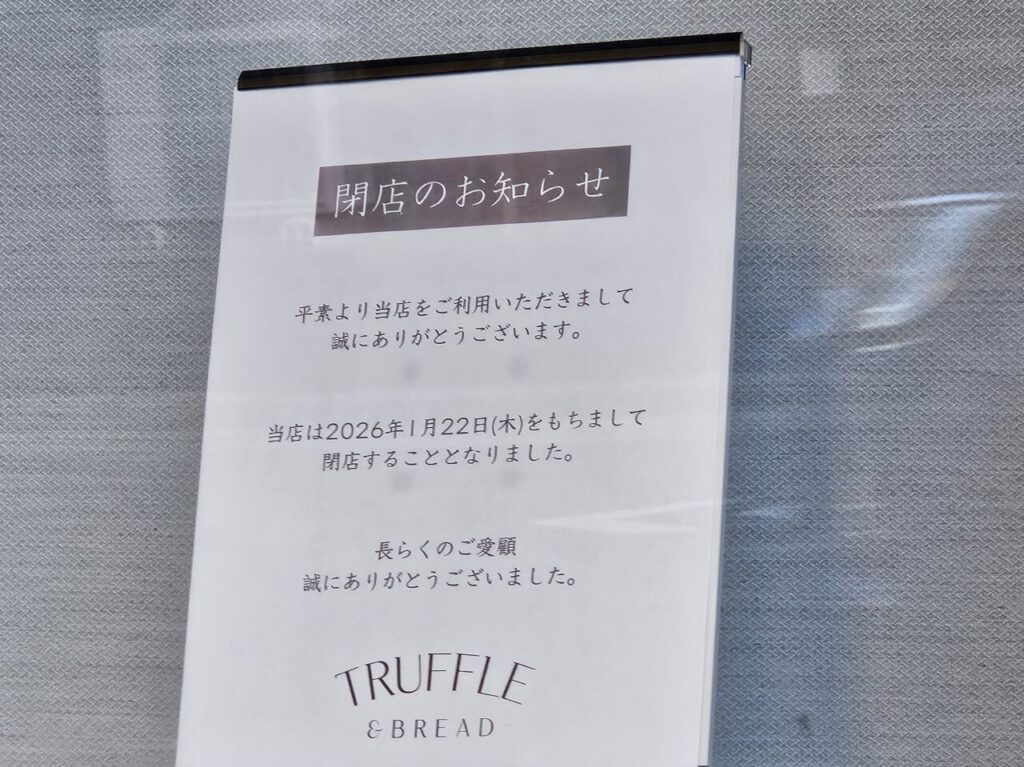 閉店のお知らせ
平素より当店をご利用いただきまして
誠にありがとうございます。
当店は2026年1月22日(木)をもちまして
閉店することとなりました。
長らくのご愛顧
誠にありがとうございました。
TRUFFLE
& BREAD